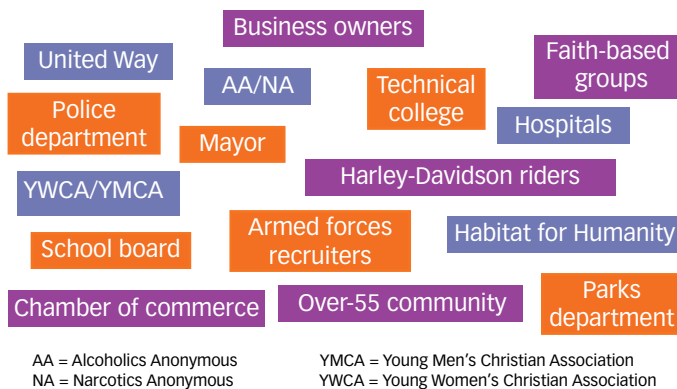 Business owners
United Way
Faith-based
groups
AA/NA
Technical
college
Police
department
Hospitals
Mayor
YWCA/YMCA
Harley-Davidson riders
Armed forces
recruiters
Habitat for Humanity
School board
Chamber of commerce
Over-55 community
Parks
department
AA = Alcoholics Anonymous
NA = Narcotics Anonymous
YMCA = Young Men’s Christian Association
YWCA = Young Women’s Christian Association